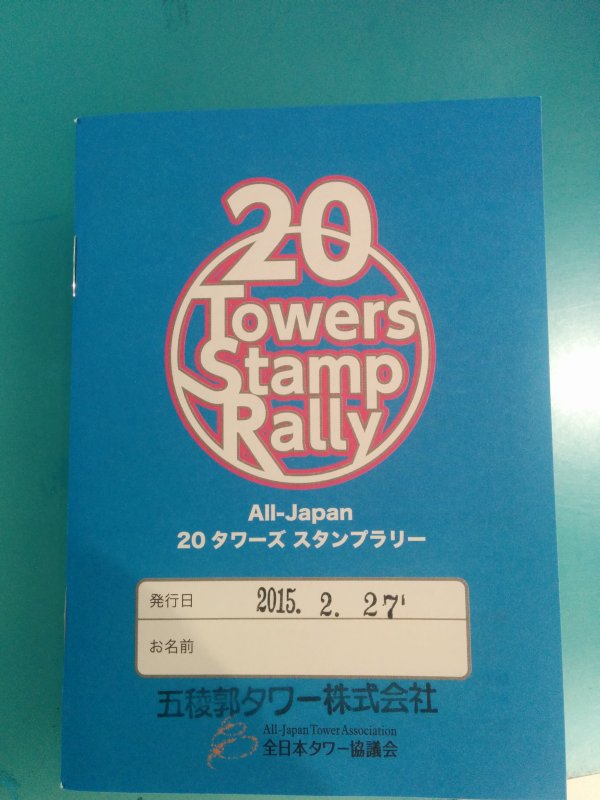 20
Towers
Stamp
Rally
All-Japan
20 タワーズ スタンプラリー
発行日 2015. 2. 27'
お名前
五稜郭タワー株式会社
All-Japan Tower Association
全日本タワー協議会